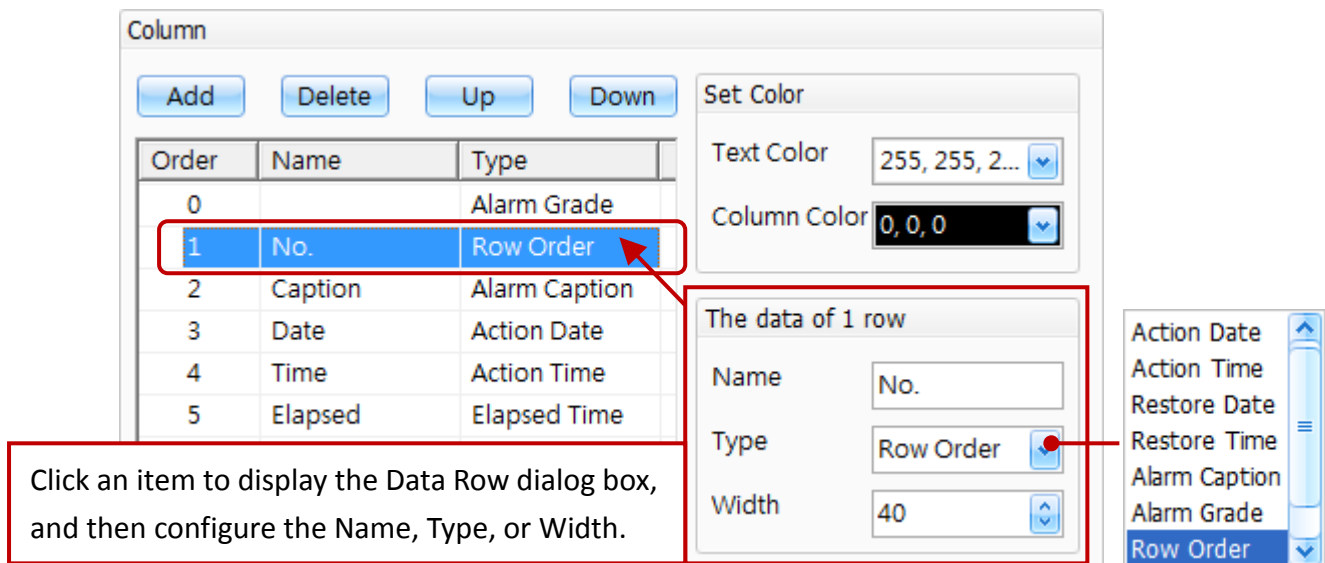 Column
Add Delete Up Down
Order Name Type
0 Alarm Grade
1 No. Row Order
2 Caption Alarm Caption
3 Date Action Date
4 Time Action Time
5 Elapsed Elapsed Time
Set Color
Text Color 255, 255, 2...
Column Color 0, 0, 0
The data of 1 row
Name No.
Type Row Order
Width 40
Action Date
Action Time
Restore Date
Restore Time
Alarm Caption
Alarm Grade
Row Order
Click an item to display the Data Row dialog box,
and then configure the Name, Type, or Width.